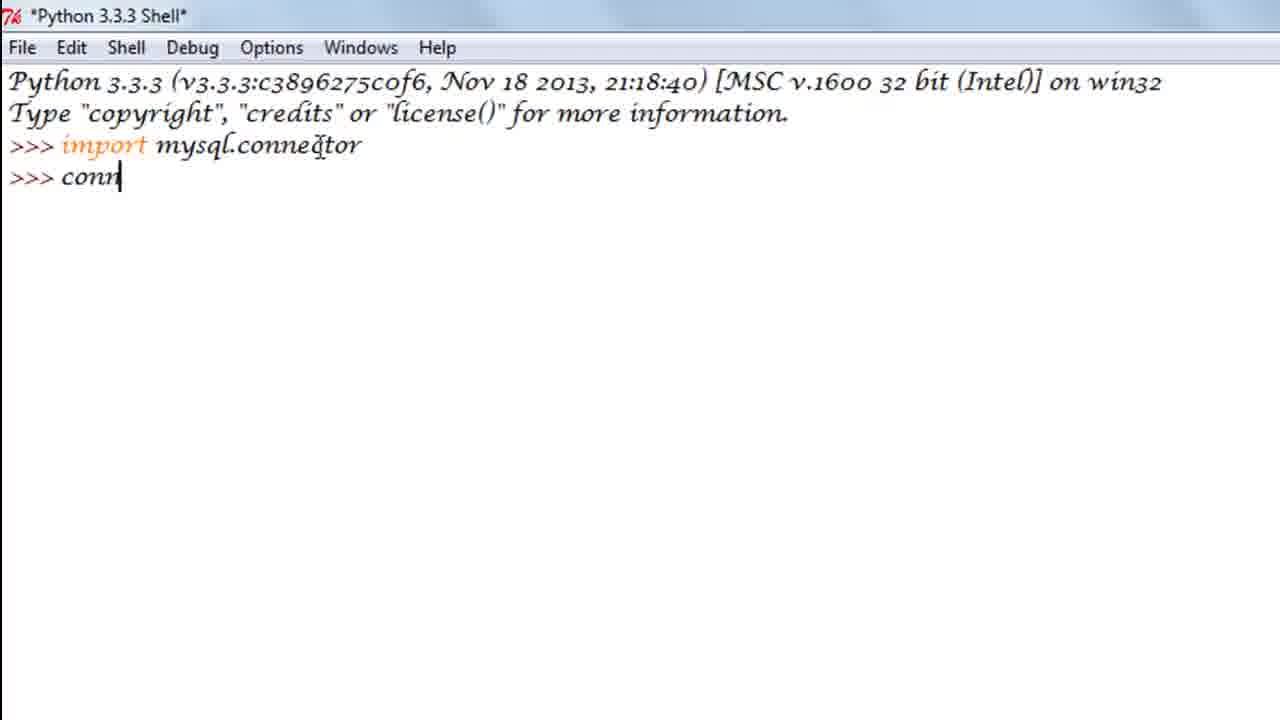 *Python 3.3.3 Shell*
File Edit Shell Debug Options Windows Help
Python 3.3.3 (v3.3.3:c3896275c0f6, Nov 18 2013, 21:18:40) [MSC v.1600 32 bit (Intel)] on win32
Type "copyright", "credits" or "license()" for more information.
>>> import mysql.connector
>>> conn